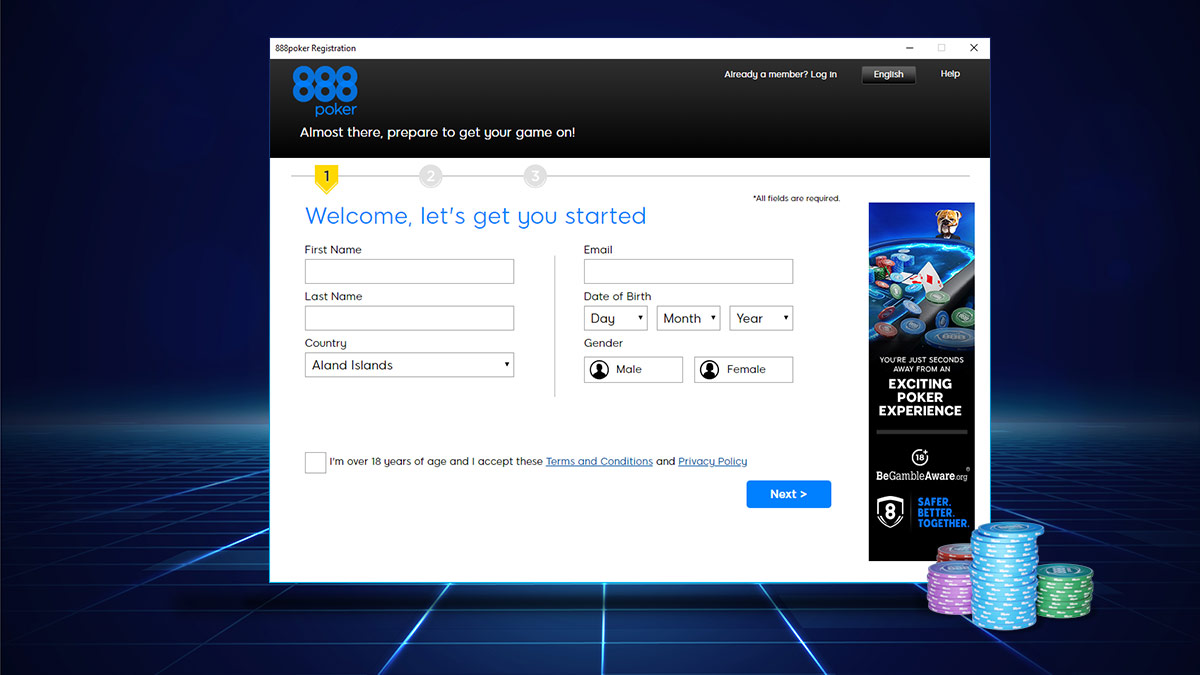 888poker Registration
888
poker
Already a member? Log in
English
Help
Almost there, prepare to get your game on!
1
2
3
*All fields are required.
Welcome, let's get you started
First Name
Last Name
Country
Aland Islands
Email
Date of Birth
Day
Month
Year
Gender
Male
Female
I'm over 18 years of age and I accept these Terms and Conditions and Privacy Policy
Next >
888
YOU'RE JUST SECONDS
AWAY FROM AN
EXCITING
POKER
EXPERIENCE
18+
BeGambleAware.org®
8
SAFER.
BETTER.
TOGETHER.